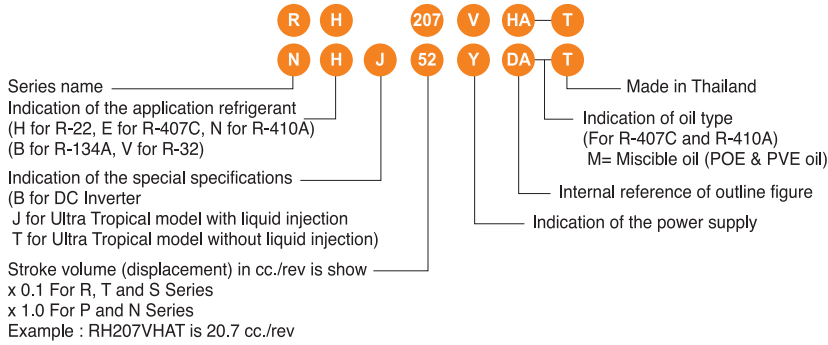 R H 207 V HA T
N H J 52 Y DA T
Series name
Indication of the application refrigerant
(H for R-22, E for R-407C, N for R-410A)
(B for R-134A, V for R-32)
Indication of the special specifications
(B for DC Inverter
J for Ultra Tropical model with liquid injection
T for Ultra Tropical model without liquid injection)
Stroke volume (displacement) in cc./rev is show
x 0.1 For R, T and S Series
x 1.0 For P and N Series
Example : RH207VHAT is 20.7 cc./rev
Made in Thailand
Indication of oil type
(For R-407C and R-410A)
M= Miscible oil (POE & PVE oil)
Internal reference of outline figure
Indication of the power supply